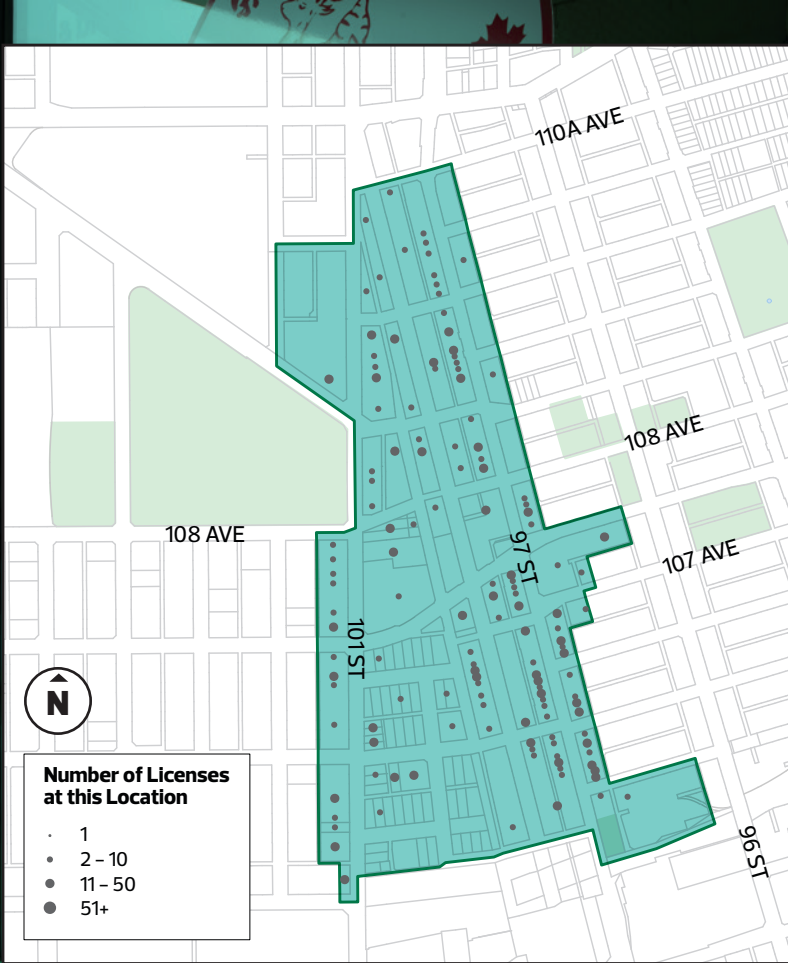 110A AVE
108 AVE
108 AVE
107 AVE
97 ST
101 ST
96 ST
N
Number of Licenses
at this Location
1
2 – 10
11 – 50
51+